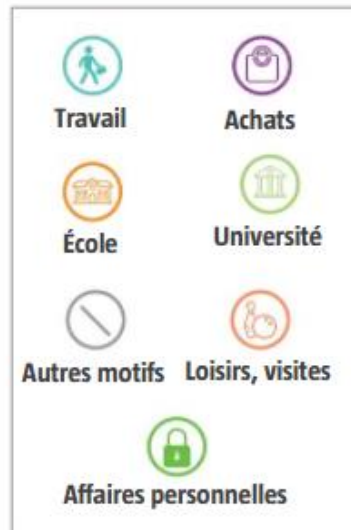 Travail
Achats
École
Université
Autres motifs
Loisirs, visites
Affaires personnelles